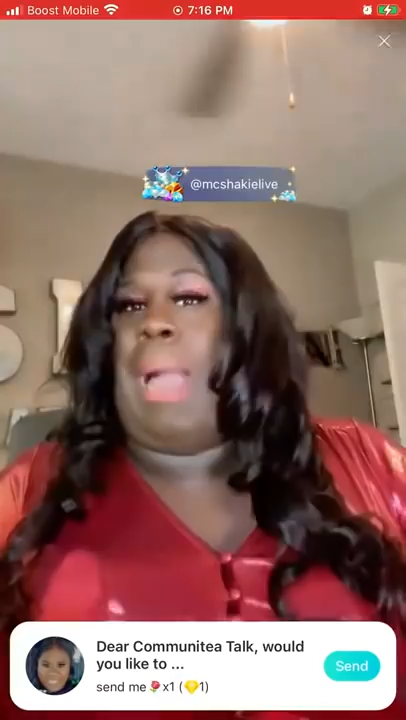 Boost Mobile
7:16 PM
@mcshakielive
Dear Communitea Talk, would
you like to ...
send me🌹x1 (💎1)
Send